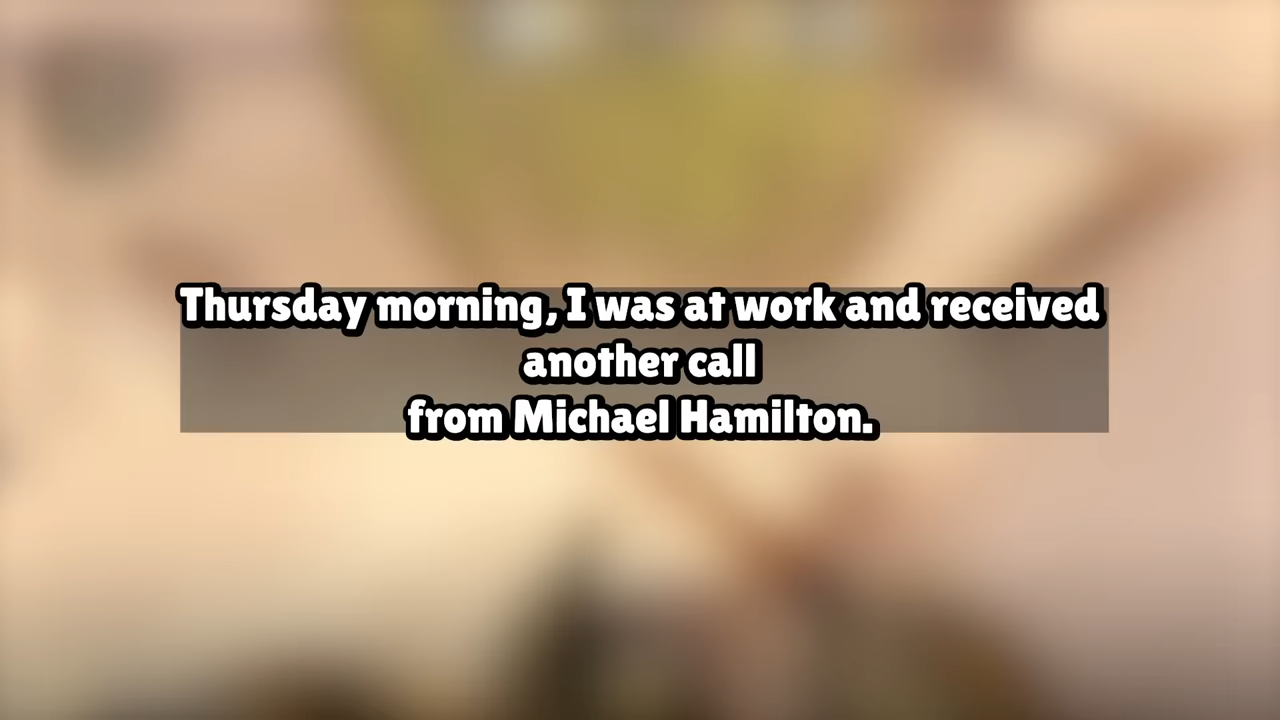 Thursday morning, I was at work and received
another call
from Michael Hamilton.